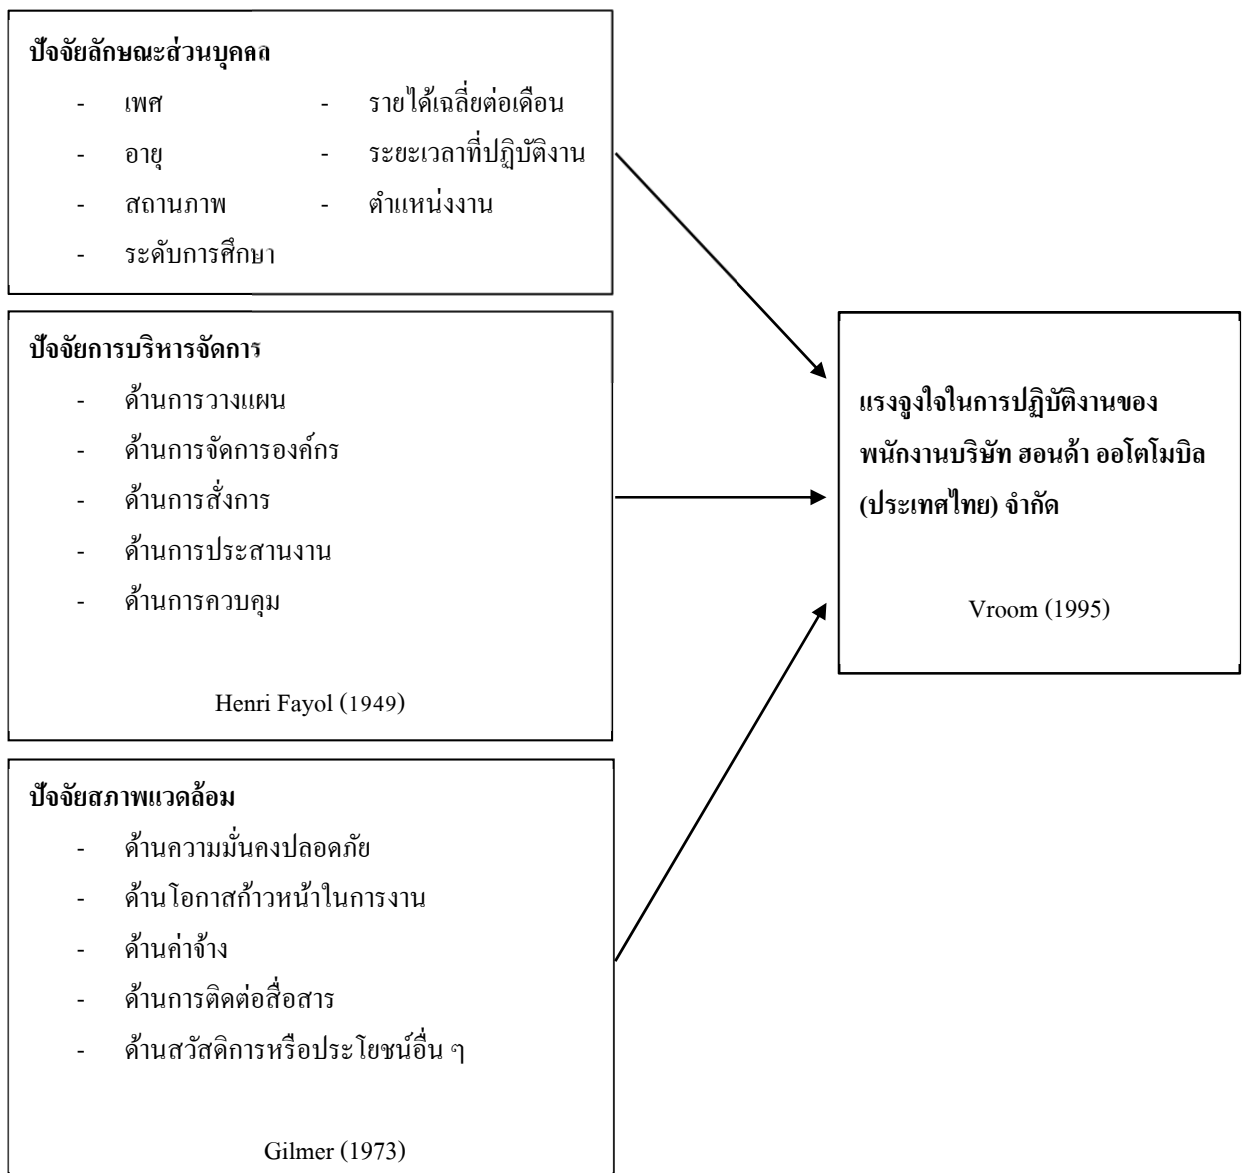 ปัจจัยลักษณะส่วนบุคคล
- เพศ - รายได้เฉลี่ยต่อเดือน
- อายุ - ระยะเวลาที่ปฏิบัติงาน
- สถานภาพ - ตำแหน่งงาน
- ระดับการศึกษา
ปัจจัยการบริหารจัดการ
- ด้านการวางแผน
- ด้านการจัดการองค์กร
- ด้านการสั่งการ
- ด้านการประสานงาน
- ด้านการควบคุม
Henri Fayol (1949)
ปัจจัยสภาพแวดล้อม
- ด้านความมั่นคงปลอดภัย
- ด้านโอกาสก้าวหน้าในการงาน
- ด้านค่าจ้าง
- ด้านการติดต่อสื่อสาร
- ด้านสวัสดิการหรือประโยชน์อื่น ๆ
Gilmer (1973)
แรงจูงใจในการปฏิบัติงานของ
พนักงานบริษัท ฮอนด้า ออโตโมบิล
(ประเทศไทย) จำกัด
Vroom (1995)